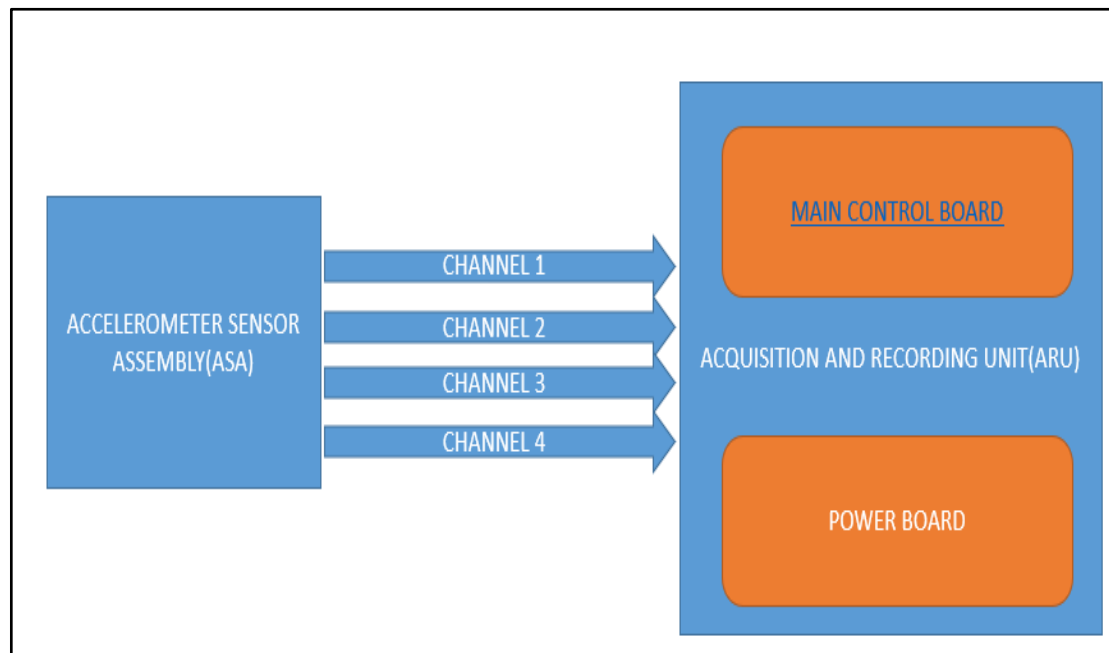 ACCELEROMETER SENSOR
ASSEMBLY(ASA)
CHANNEL 1
CHANNEL 2
CHANNEL 3
CHANNEL 4
MAIN CONTROL BOARD
ACQUISITION AND RECORDING UNIT(ARU)
POWER BOARD